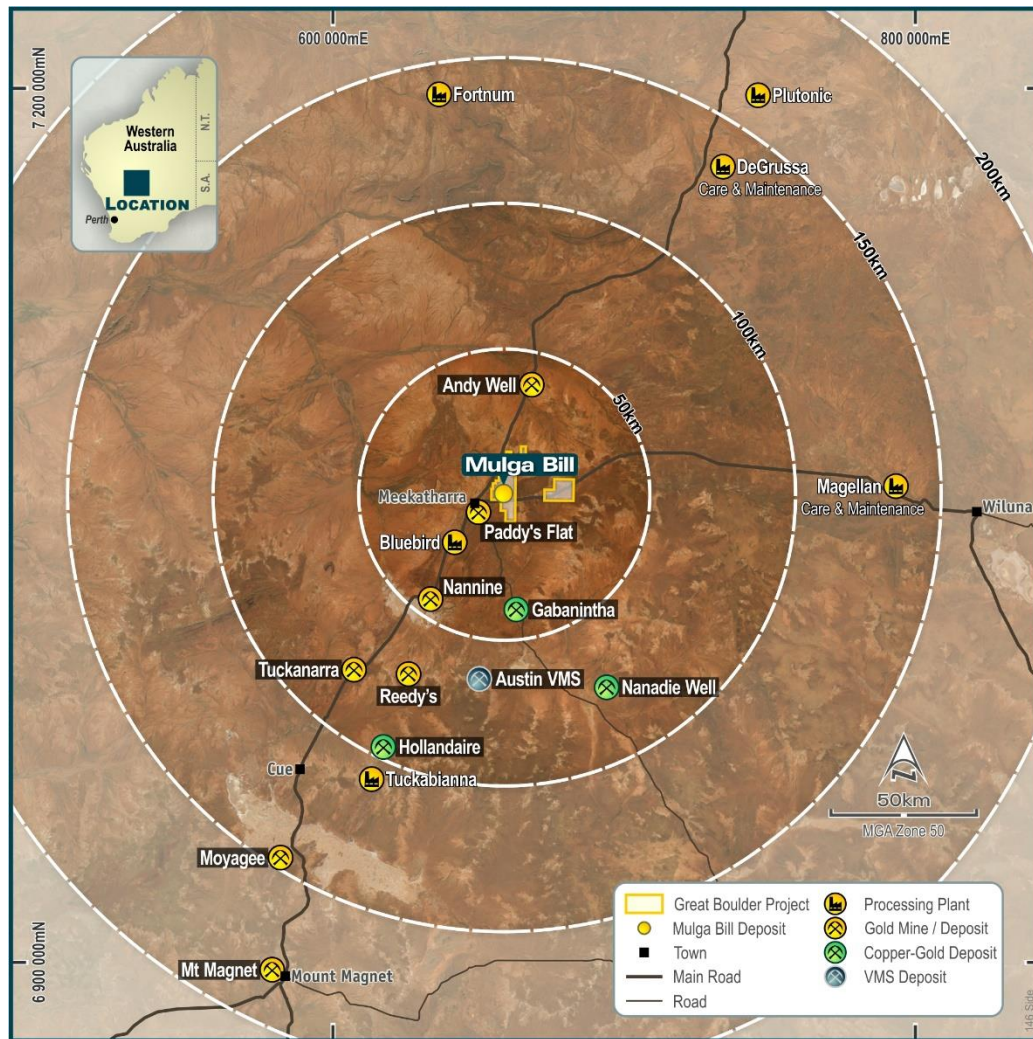 600 000mE
800 000mE
7 200 000mN
Western
Australia
N.T.
S.A.
LOCATION
Perth
Fortnum
Plutonic
DeGrussa
Care & Maintenance
200km
150km
100km
50km
Andy Well
Mulga Bill
Meekatharra
Paddy's Flat
Bluebird
Magellan
Care & Maintenance
Wiluna
Nannine
Gabanintha
Tuckanarra
Reedy's
Austin VMS
Nanadie Well
Hollandaire
Cue
Tuckabianna
N
50km
MGA Zone 50
Moyagee
6 900 000mN
Mt Magnet
Mount Magnet
Great Boulder Project
Mulga Bill Deposit
Town
Main Road
Road
Processing Plant
Gold Mine / Deposit
Copper-Gold Deposit
VMS Deposit